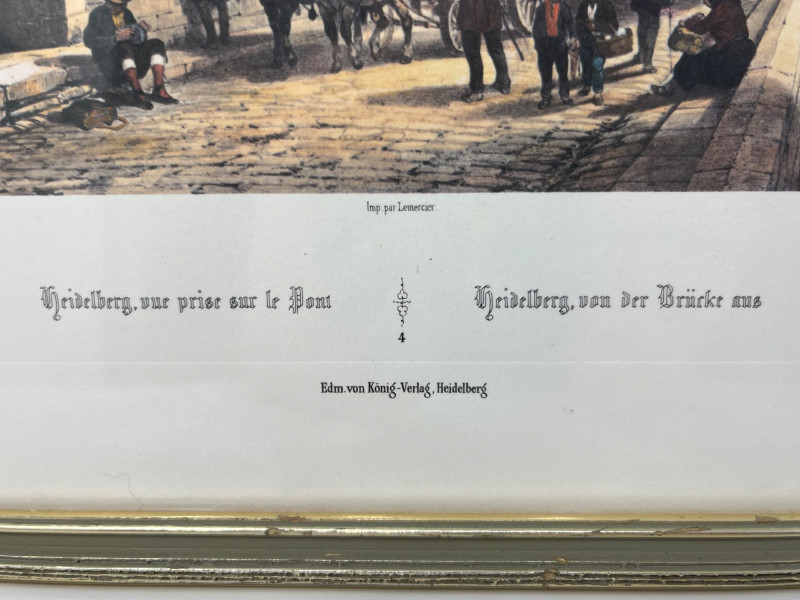 Imp. par Lemercier.
Heidelberg, vue prise sur le Pont
Heidelberg, von der Brücke aus
4
Edm. von König-Verlag, Heidelberg